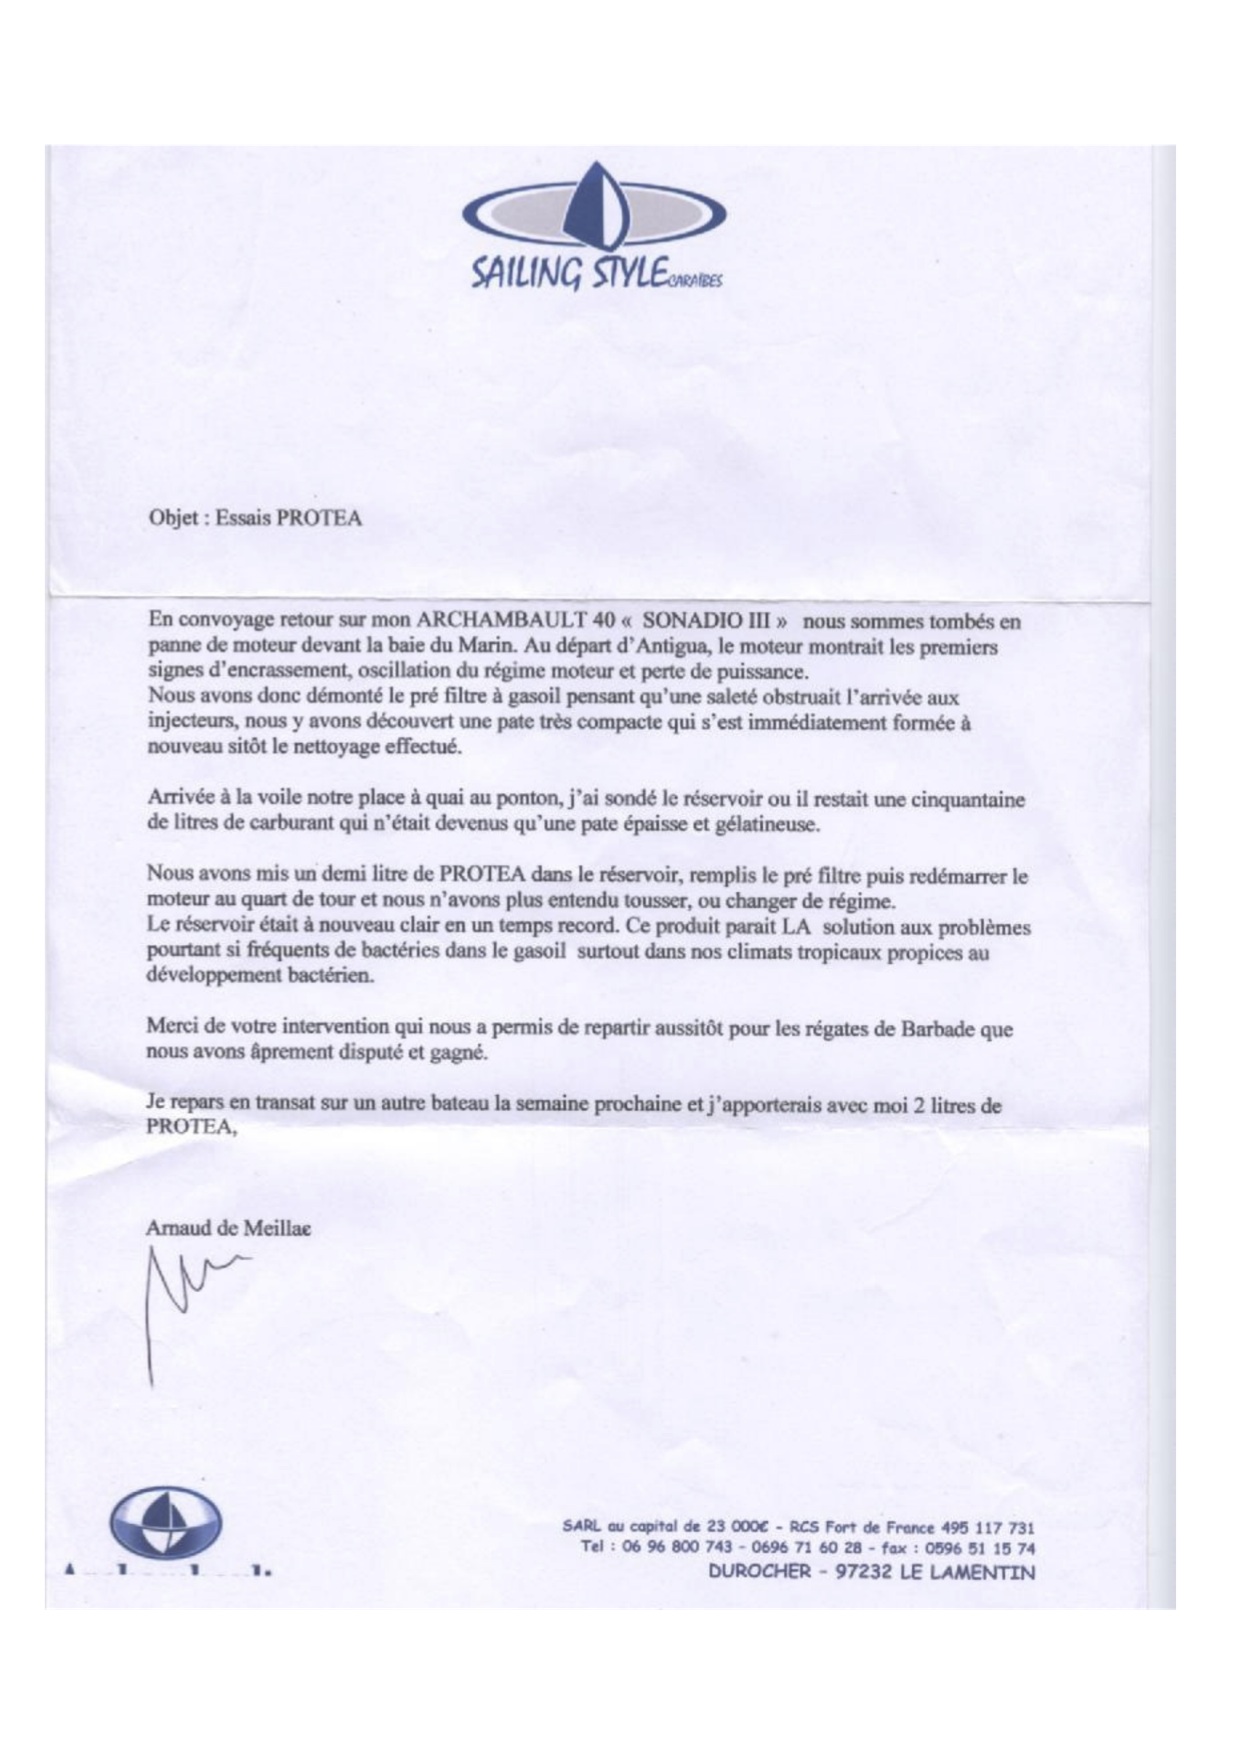 SAILING STYLE CARAÏBES
Objet : Essais PROTEA
En convoyage retour sur mon ARCHAMBAULT 40 « SONADIO III » nous sommes tombés en
panne de moteur devant la baie du Marin. Au départ d'Antigua, le moteur montrait les premiers
signes d'encrassement, oscillation du régime moteur et perte de puissance.
Nous avons donc démonté le pré filtre à gasoil pensant qu'une saleté obstruait l'arrivée aux
injecteurs, nous y avons découvert une pate très compacte qui s'est immédiatement formée à
nouveau sitôt le nettoyage effectué.
Arrivée à la voile notre place à quai au ponton, j'ai sondé le réservoir ou il restait une cinquantaine
de litres de carburant qui n'était devenus qu'une pate épaisse et gélatineuse.
Nous avons mis un demi litre de PROTEA dans le réservoir, remplis le pré filtre puis redémarrer le
moteur au quart de tour et nous n'avons plus entendu tousser, ou changer de régime.
Le réservoir était à nouveau clair en un temps record. Ce produit parait LA solution aux problèmes
pourtant si fréquents de bactéries dans le gasoil surtout dans nos climats tropicaux propices au
développement bactérien.
Merci de votre intervention qui nous a permis de repartir aussitôt pour les régates de Barbade que
nous avons âprement disputé et gagné.
Je repars en transat sur un autre bateau la semaine prochaine et j'apporterais avec moi 2 litres de
PROTEA,
Arnaud de Meillac
SARL au capital de 23 000€ - RCS Fort de France 495 117 731
Tel : 06 96 800 743 - 0696 71 60 28 - fax : 0596 51 15 74
DUROCHER - 97232 LE LAMENTIN